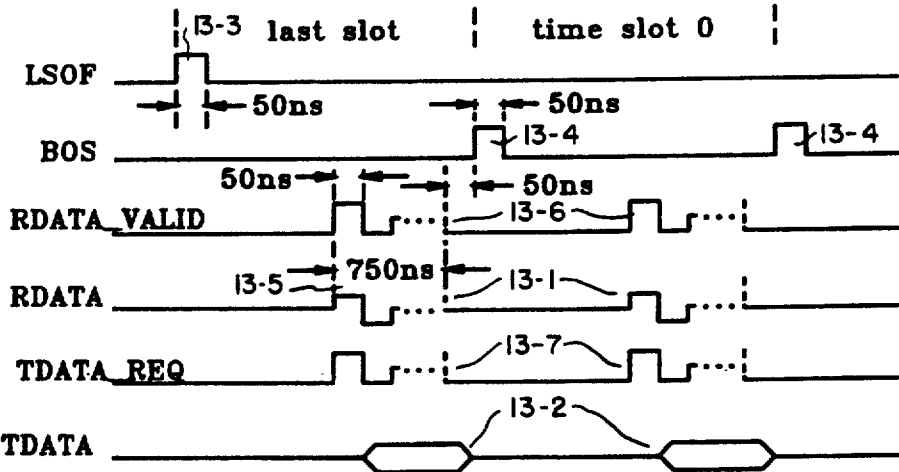 13-3 last slot time slot 0
LSOF
50ns 50ns
BOS 13-4 13-4
50ns 50ns
RDATA_VALID 13-6
13-5 750ns
RDATA 13-1
TDATA_REQ 13-7
13-2
TDATA